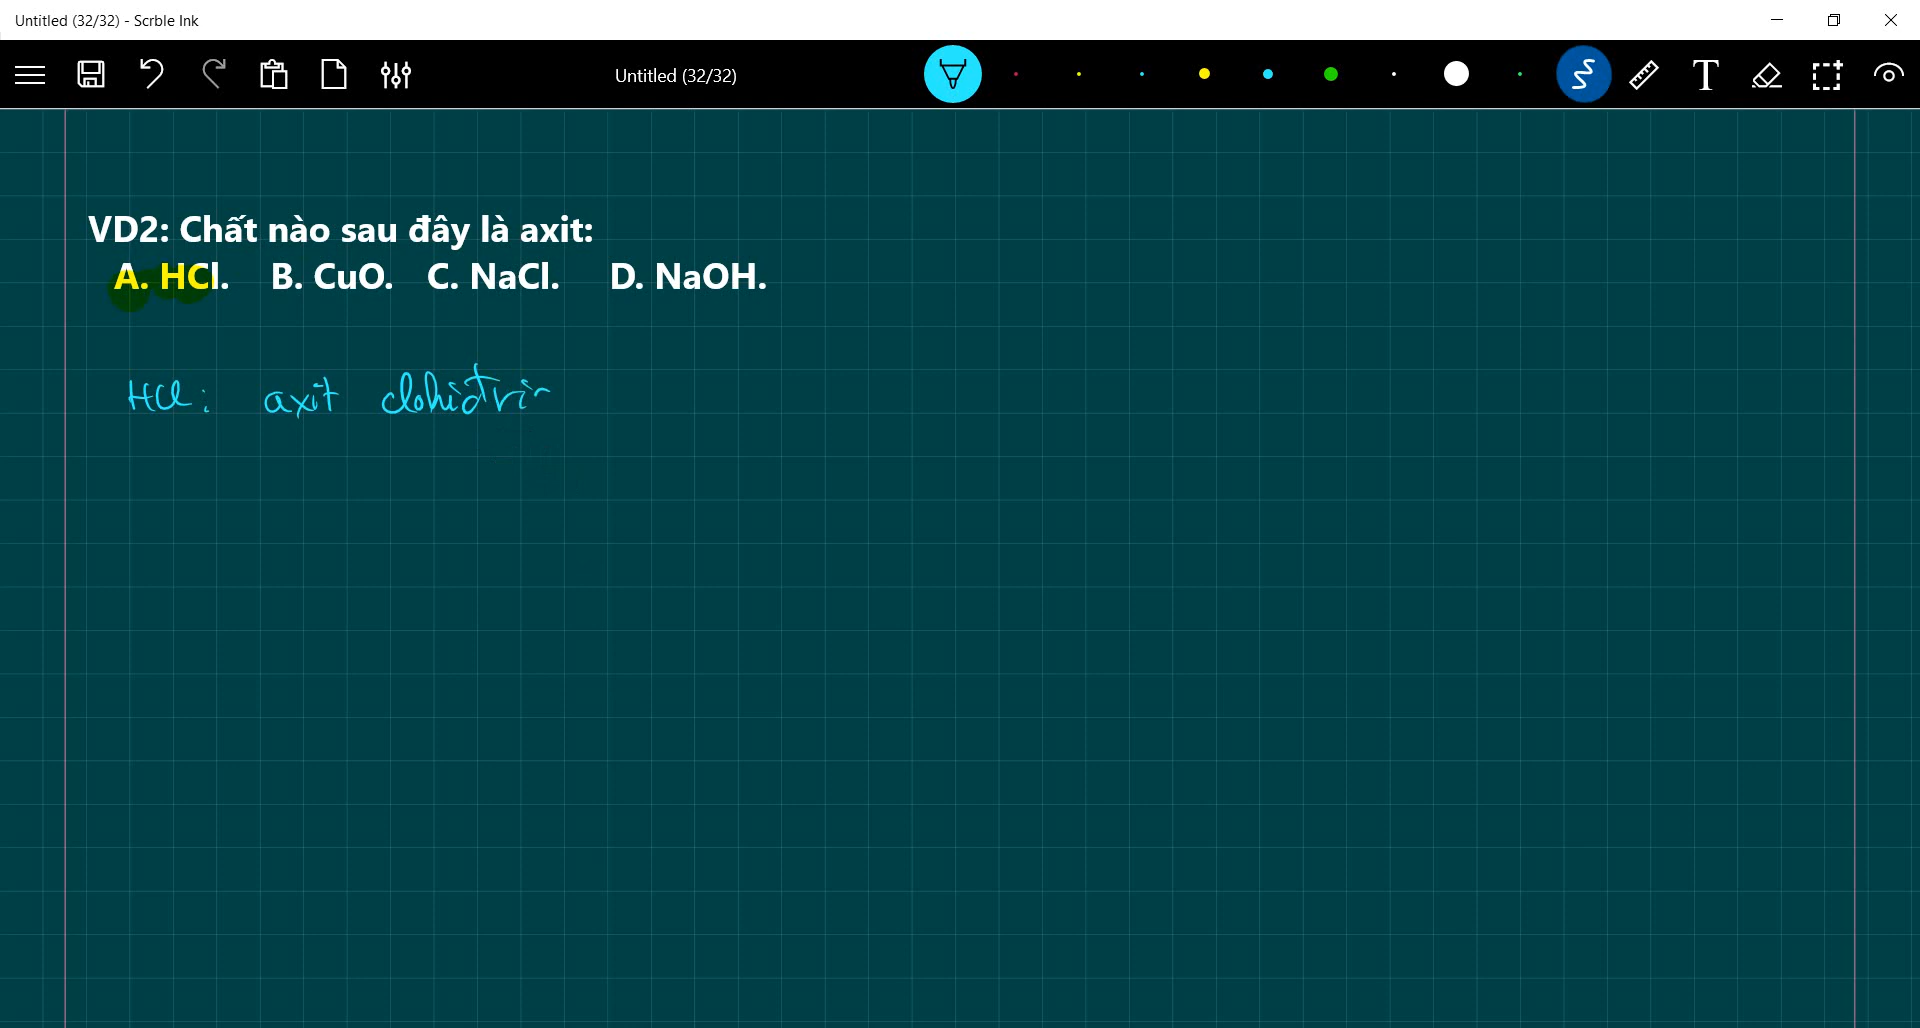 Untitled (32/32) - Scrble Ink
Untitled (32/32)
T
VD2: Chất nào sau đây là axit:
A. HCl. B. CuO. C. NaCl. D. NaOH.
HCl: axit clohiđric